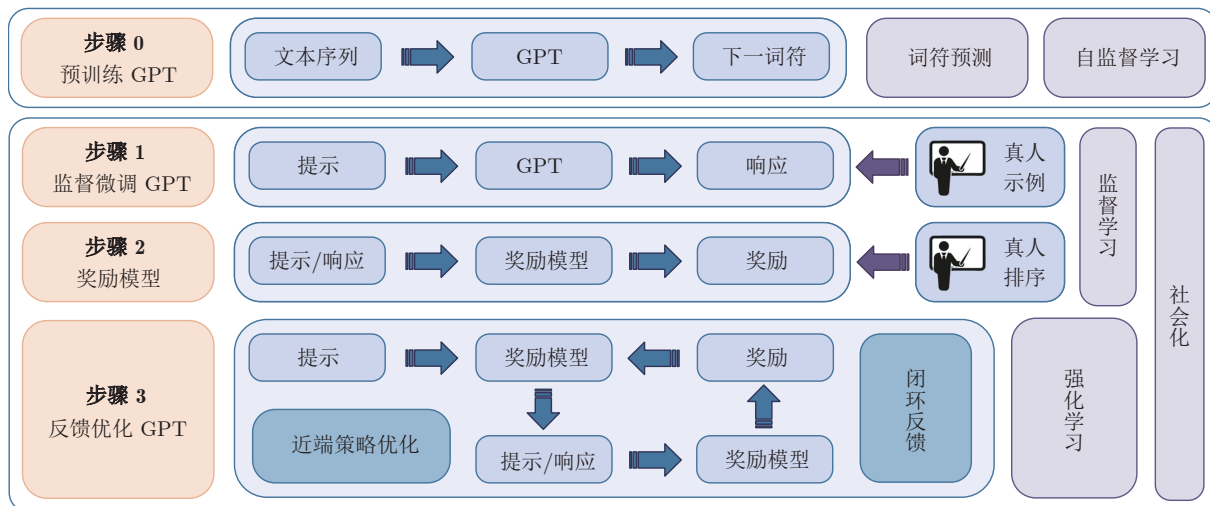 步骤 0
预训练 GPT
文本序列
GPT
下一词符
词符预测
自监督学习
步骤 1
监督微调 GPT
提示
GPT
响应
真人
示例
步骤 2
奖励模型
提示/响应
奖励模型
奖励
真人
排序
监督学习
社会化
步骤 3
反馈优化 GPT
提示
奖励模型
奖励
近端策略优化
提示/响应
奖励模型
闭环反馈
强化学习